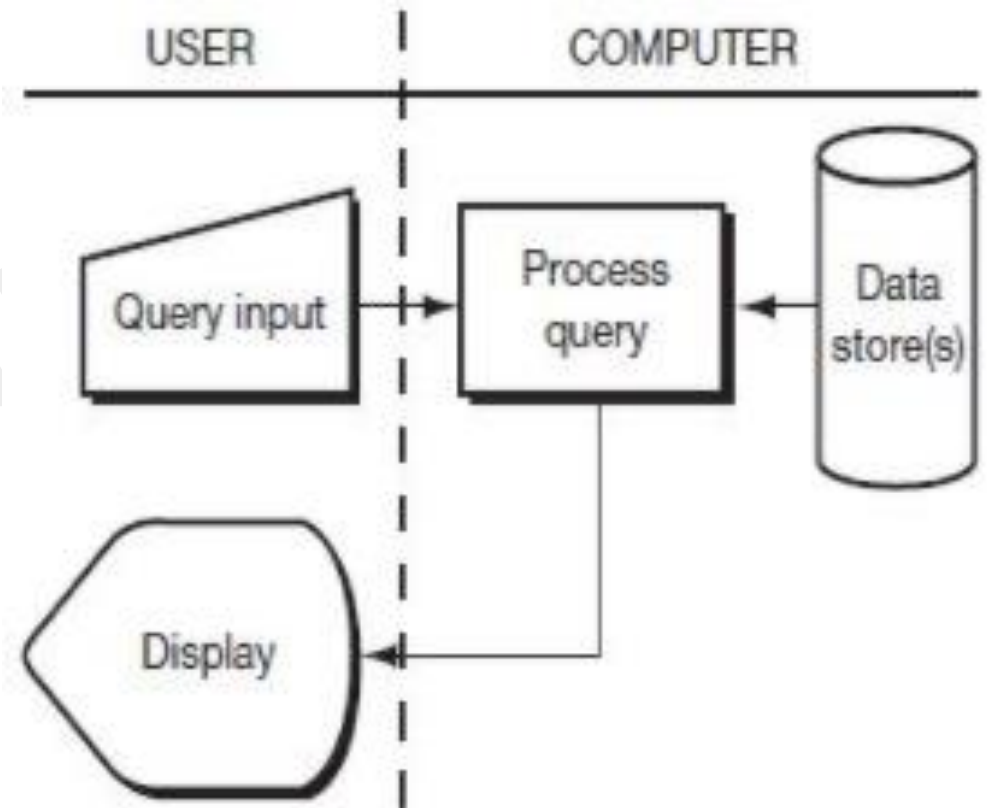 USER
COMPUTER
Query input
Process
query
Data
store(s)
Display